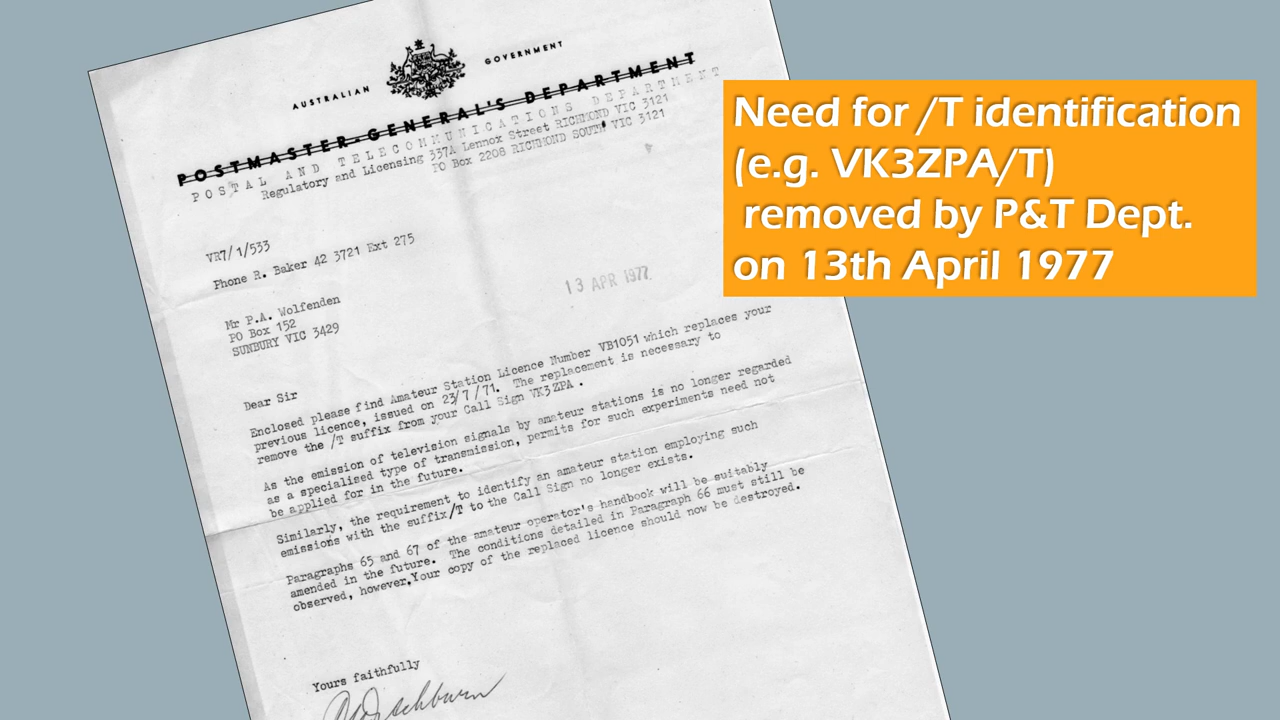 AUSTRALIAN GOVERNMENT
POSTMASTER-GENERAL'S DEPARTMENT
POSTAL AND TELECOMMUNICATIONS DEPARTMENT
Regulatory and Licensing 337A Lennox Street RICHMOND VIC 3121
PO Box 2208 RICHMOND SOUTH VIC 3121
VR7/1/533
Phone R. Baker 42 3721 Ext 275
13 APR 1977
Mr P.A. Wolfenden
PO Box 152
SUNBURY VIC 3429
Dear Sir
Enclosed please find Amateur Station Licence Number VB1051 which replaces your
previous licence, issued on 23/7/71. The replacement is necessary to
remove the /T suffix from your Call Sign VK3ZPA .
As the emission of television signals by amateur stations is no longer regarded
as a specialised type of transmission, permits for such experiments need not
be applied for in the future.
Similarly, the requirement to identify an amateur station employing such
emissions with the suffix/T to the Call Sign no longer exists.
Paragraphs 65 and 67 of the amateur operator's handbook will be suitably
amended in the future. The conditions detailed in Paragraph 66 must still be
observed, however.Your copy of the replaced licence should now be destroyed.
Yours faithfully
Need for /T identification
(e.g. VK3ZPA/T)
removed by P&T Dept.
on 13th April 1977